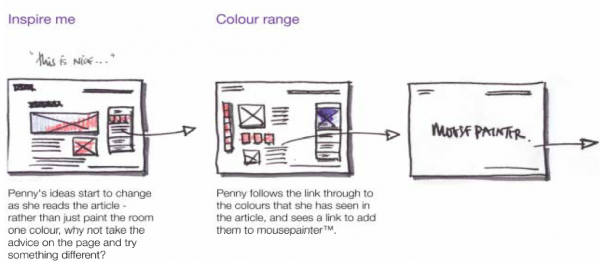 Inspire me
Colour range
"this is nice..."
MOUSEPAINTER.
Penny's ideas start to change
as she reads the article -
rather than just paint the room
one colour, why not take the
advice on the page and try
something different?
Penny follows the link through to
the colours that she has seen in
the article, and sees a link to add
them to mousepainter™.